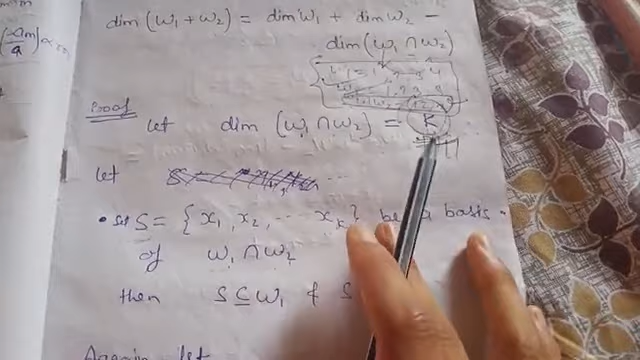 dim (W1 + W2) = dim W1 + dim W2 −
dim (W1 ∩ W2)
Proof
let dim (W1 ∩ W2) = K
let
• set S = {x1, x2, ---- xk} be a basis
of W1 ∩ W2
then S ⊆ W1 & S
Again let